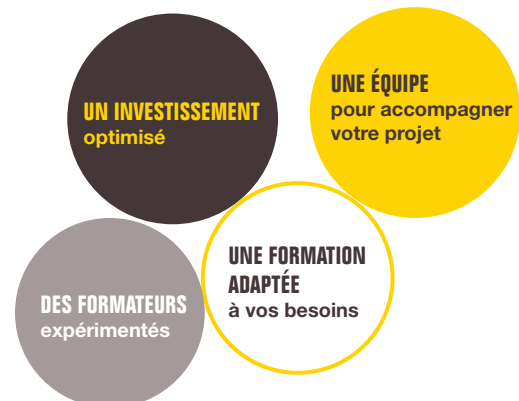 UN INVESTISSEMENT
optimisé
UNE ÉQUIPE
pour accompagner
votre projet
UNE FORMATION
ADAPTÉE
à vos besoins
DES FORMATEURS
expérimentés